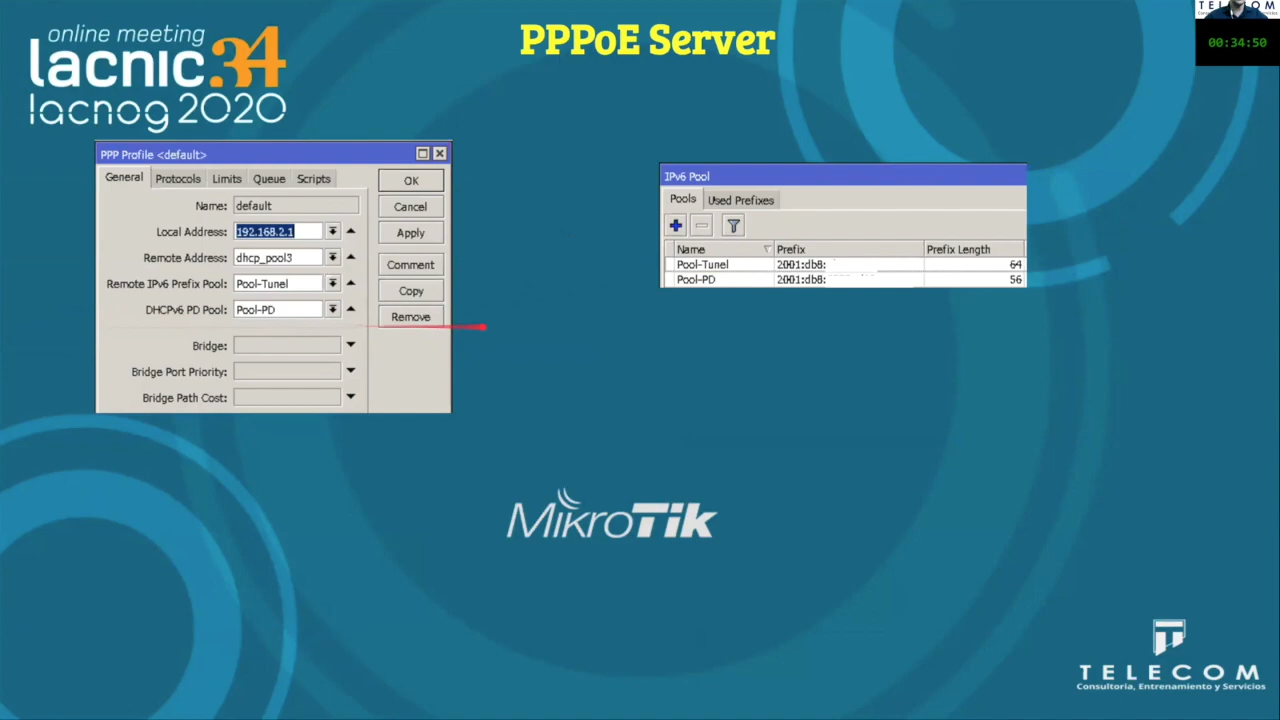 online meeting
lacnic.34
lacnog 2020
PPPoE Server
TELECOM
00:34:50
PPP Profile <default>
General Protocols Limits Queue Scripts
Name: default
Local Address: 192.168.2.1
Remote Address: dhcp_pool3
Remote IPv6 Prefix Pool: Pool-Tunel
DHCPv6 PD Pool: Pool-PD
Bridge:
Bridge Port Priority:
Bridge Path Cost:
OK
Cancel
Apply
Comment
Copy
Remove
IPv6 Pool
Pools Used Prefixes
Name Prefix Prefix Length
Pool-Tunel 2001:db8: 64
Pool-PD 2001:db8: 56
MikroTik
TELECOM
Consultoria, Entrenamiento y Servicios